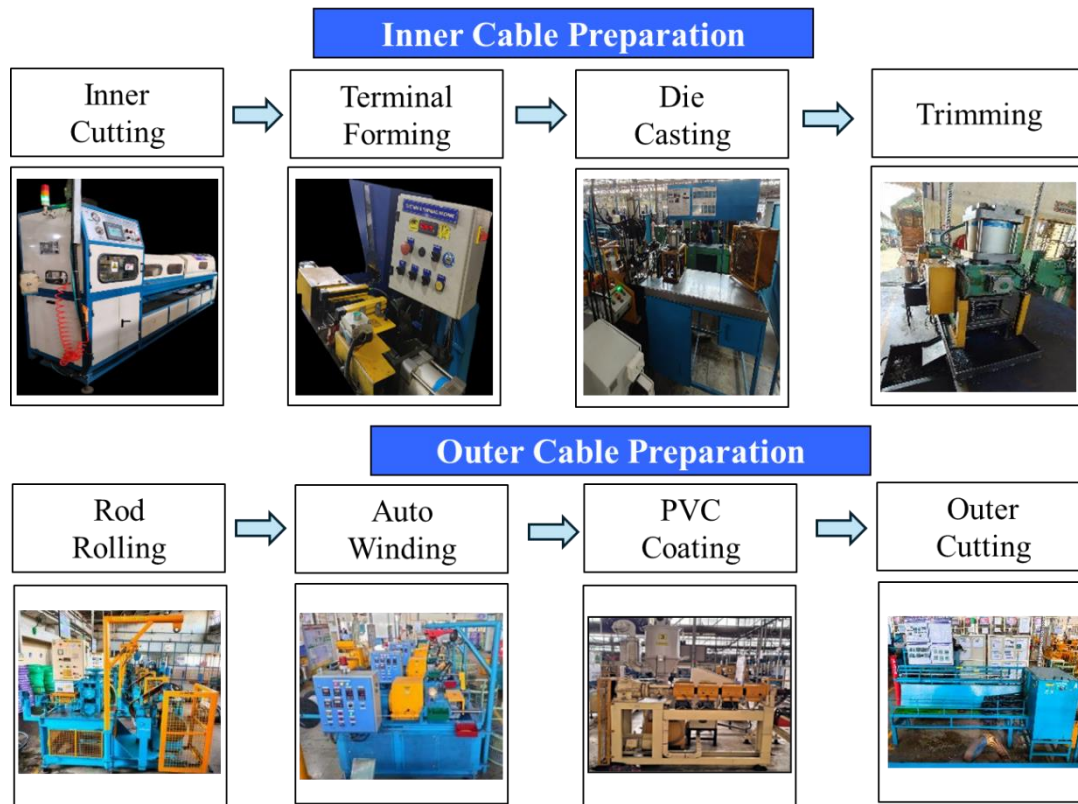 Inner Cable Preparation
Inner
Cutting
Terminal
Forming
Die
Casting
Trimming
Outer Cable Preparation
Rod
Rolling
Auto
Winding
PVC
Coating
Outer
Cutting